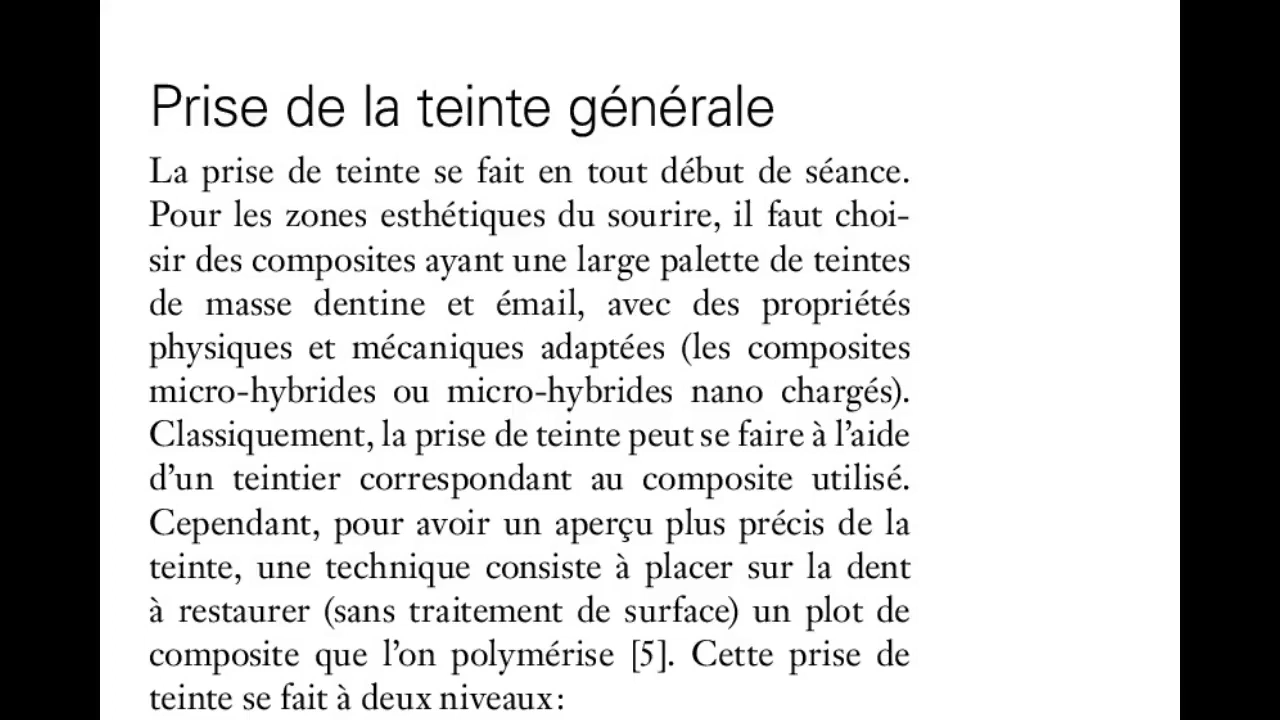 Prise de la teinte générale
La prise de teinte se fait en tout début de séance.
Pour les zones esthétiques du sourire, il faut choi-
sir des composites ayant une large palette de teintes
de masse dentine et émail, avec des propriétés
physiques et mécaniques adaptées (les composites
micro-hybrides ou micro-hybrides nano chargés).
Classiquement, la prise de teinte peut se faire à l’aide
d’un teintier correspondant au composite utilisé.
Cependant, pour avoir un aperçu plus précis de la
teinte, une technique consiste à placer sur la dent
à restaurer (sans traitement de surface) un plot de
composite que l’on polymérise [5]. Cette prise de
teinte se fait à deux niveaux :